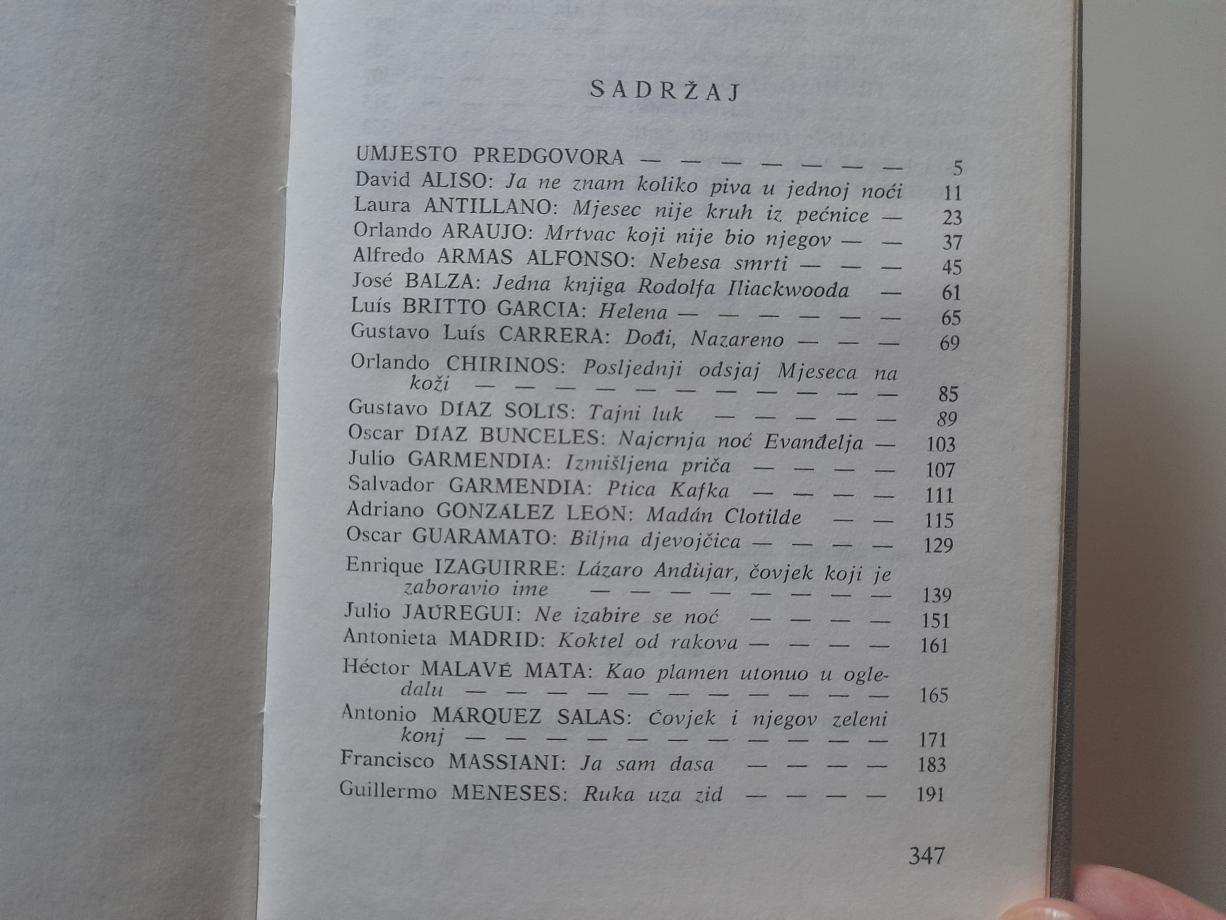 SADRŽAJ
UMJESTO PREDGOVORA — — — — — — — 5
David ALISO: Ja ne znam koliko piva u jednoj noći 11
Laura ANTILLANO: Mjesec nije kruh iz pećnice — 23
Orlando ARAUJO: Mrtvac koji nije bio njegov — — 37
Alfredo ARMAS ALFONSO: Nebesa smrti — — — 45
José BALZA: Jedna knjiga Rodolfa Iliackwooda — 61
Luís BRITTO GARCIA: Helena — — — — — — 65
Gustavo Luís CARRERA: Dođi, Nazareno — — — 69
Orlando CHIRINOS: Posljednji odsjaj Mjeseca na
koži — — — — — — — — — — — 85
Gustavo DÍAZ SOLÍS: Tajni luk — — — — — 89
Oscar DÍAZ BUNCELES: Najcrnja noć Evanđelja — 103
Julio GARMENDIA: Izmišljena priča — — — — 107
Salvador GARMENDIA: Ptica Kafka — — — — 111
Adriano GONZÁLEZ LEÓN: Madán Clotilde — — 115
Oscar GUARAMATO: Biljna djevojčica — — — — 129
Enrique IZAGUIRRE: Lázaro Andùjar, čovjek koji je
zaboravio ime — — — — — — — — 139
Julio JAÚREGUI: Ne izabire se noć — — — — 151
Antonieta MADRID: Koktel od rakova — — — — 161
Héctor MALAVÉ MATA: Kao plamen utonuo u ogle-
dalu — — — — — — — — — — — 165
Antonio MÁRQUEZ SALAS: Čovjek i njegov zeleni
konj — — — — — — — — — — — 171
Francisco MASSIANI: Ja sam dasa — — — — 183
Guillermo MENESES: Ruka uza zid — — — — 191
347